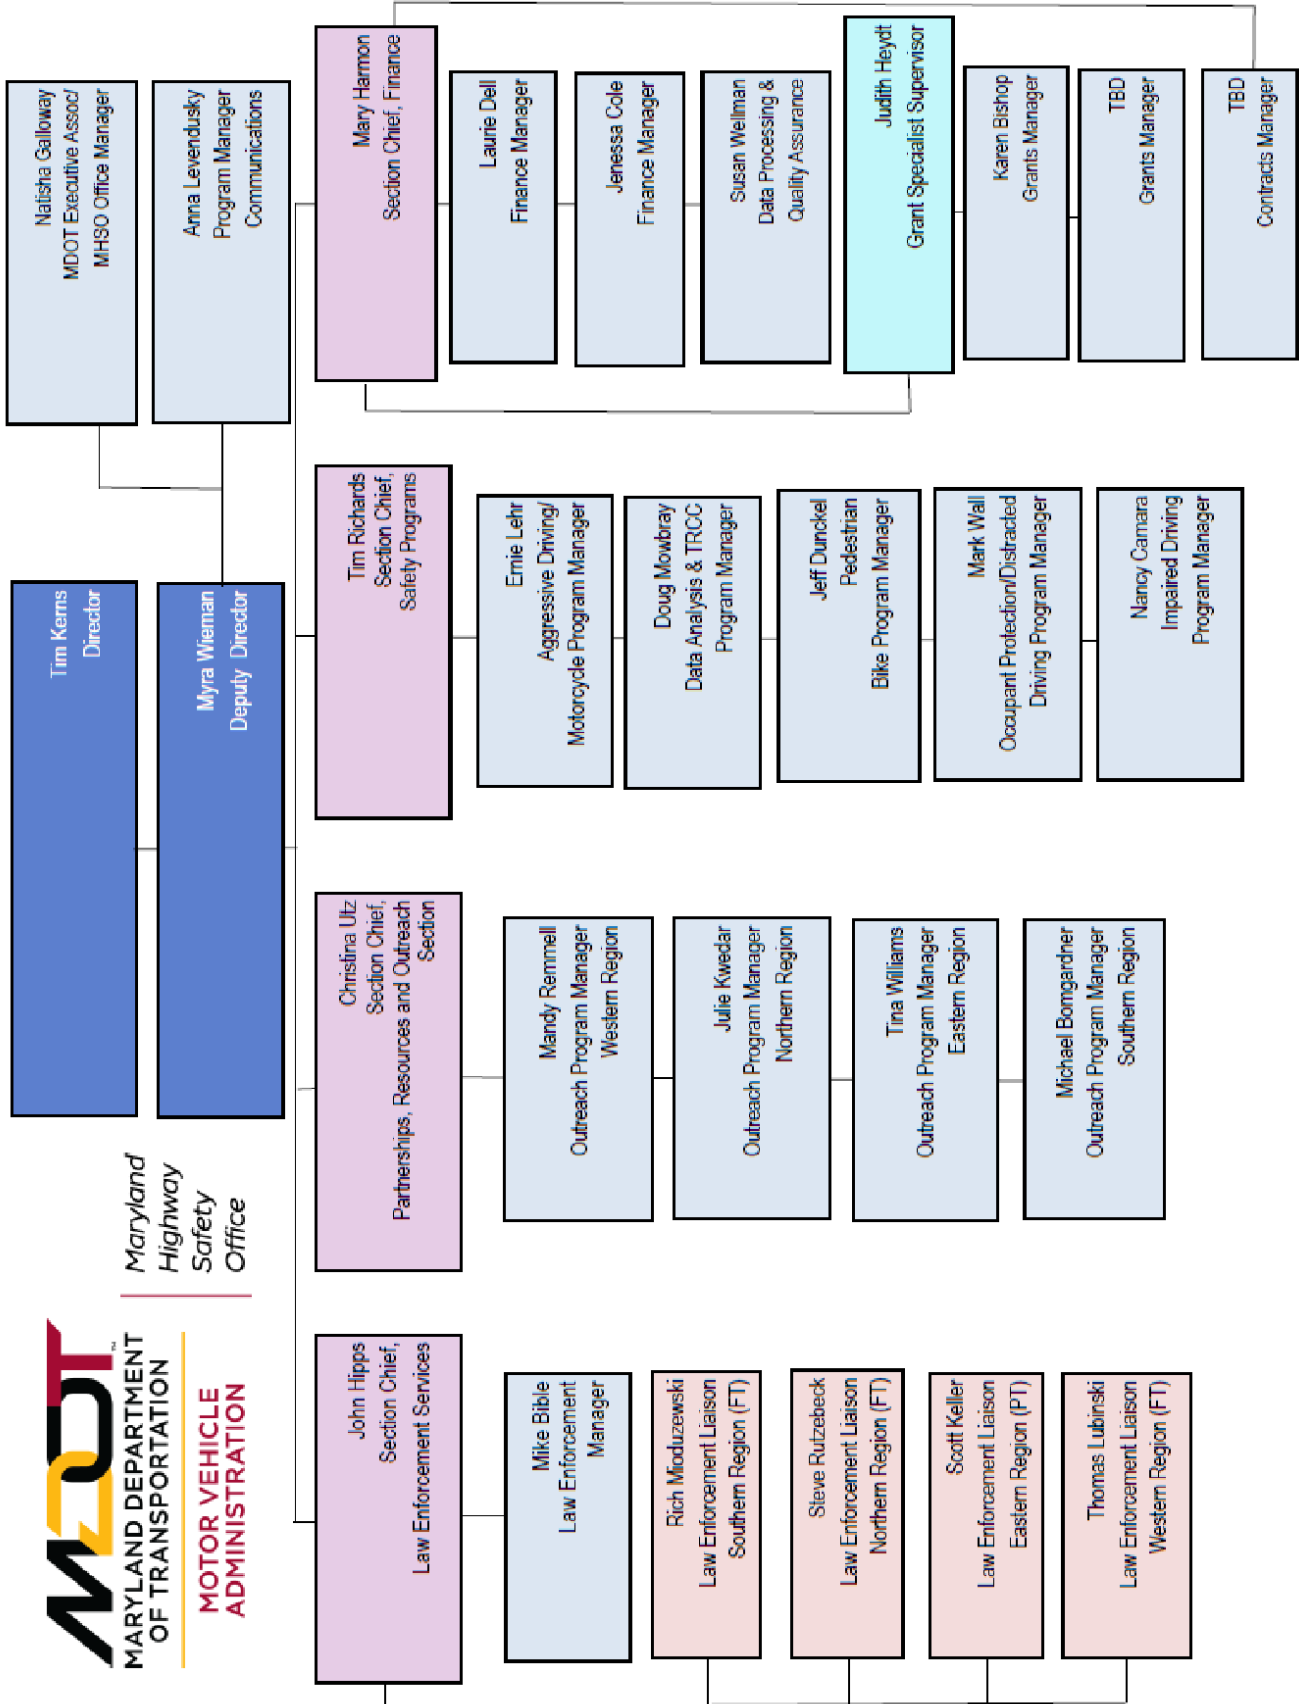 MDOT
MARYLAND DEPARTMENT
OF TRANSPORTATION
MOTOR VEHICLE
ADMINISTRATION
Maryland
Highway
Safety
Office
Tim Kerns
Director
Myra Wieman
Deputy Director
Natisha Galloway
MDOT Executive Assoc/
MHSO Office Manager
Anna Levendusky
Program Manager
Communications
John Hipps
Section Chief,
Law Enforcement Services
Mike Bible
Law Enforcement
Manager
Rich Mioduzewski
Law Enforcement Liaison
Southern Region (FT)
Steve Rutzebeck
Law Enforcement Liaison
Northern Region (FT)
Scott Keller
Law Enforcement Liaison
Eastern Region (PT)
Thomas Lubinski
Law Enforcement Liaison
Western Region (FT)
Christina Utz
Section Chief,
Partnerships, Resources and Outreach
Section
Mandy Remmell
Outreach Program Manager
Western Region
Julie Kwedar
Outreach Program Manager
Northern Region
Tina Williams
Outreach Program Manager
Eastern Region
Michael Bomgardner
Outreach Program Manager
Southern Region
Tim Richards
Section Chief,
Safety Programs
Ernie Lehr
Aggressive Driving/
Motorcycle Program Manager
Doug Mowbray
Data Analysis & TRCC
Program Manager
Jeff Dunckel
Pedestrian
Bike Program Manager
Mark Wall
Occupant Protection/Distracted
Driving Program Manager
Nancy Camara
Impaired Driving
Program Manager
Mary Harmon
Section Chief, Finance
Laurie Dell
Finance Manager
Jenessa Cole
Finance Manager
Susan Wellman
Data Processing &
Quality Assurance
Judith Heydt
Grant Specialist Supervisor
Karen Bishop
Grants Manager
TBD
Grants Manager
TBD
Contracts Manager